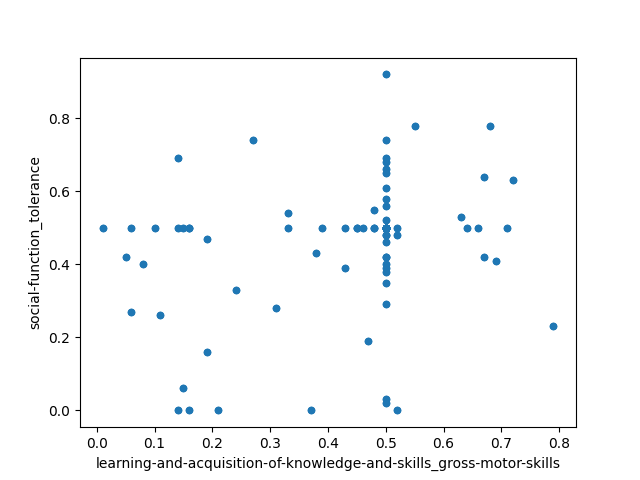 0.8
0.6
0.4
0.2
0.0
social-function_tolerance
0.0 0.1 0.2 0.3 0.4 0.5 0.6 0.7 0.8
learning-and-acquisition-of-knowledge-and-skills_gross-motor-skills